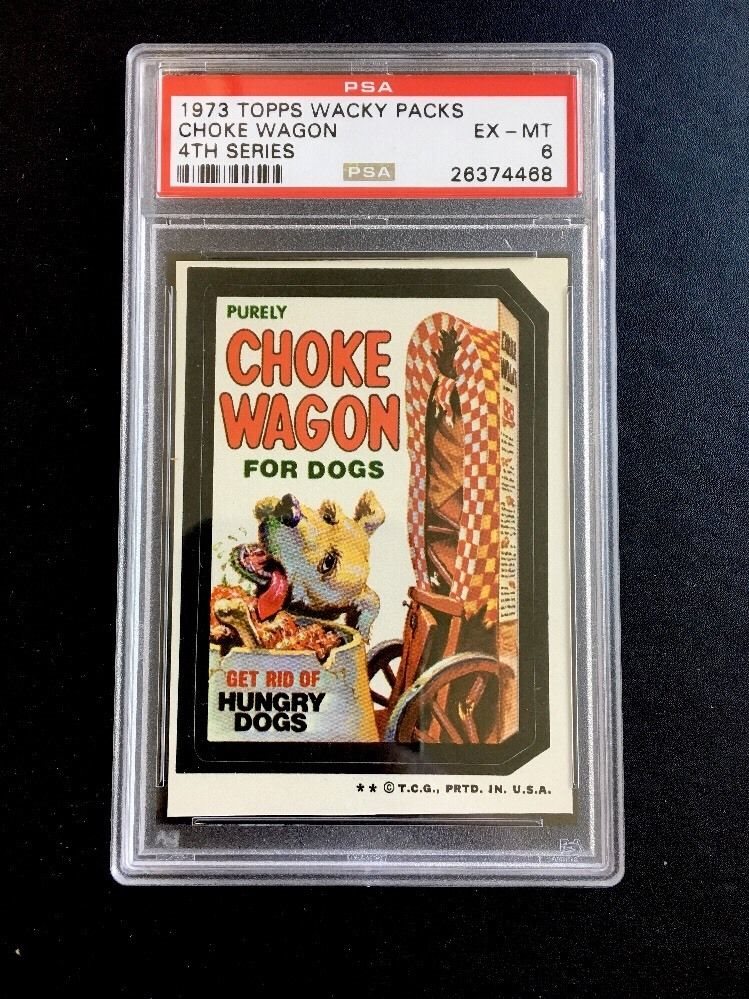 PSA
1973 TOPPS WACKY PACKS
CHOKE WAGON EX - MT
4TH SERIES 6
PSA 26374468
PURELY
CHOKE
WAGON
FOR DOGS
GET RID OF
HUNGRY
DOGS
** © T.C.G., PRTD. IN. U.S.A.